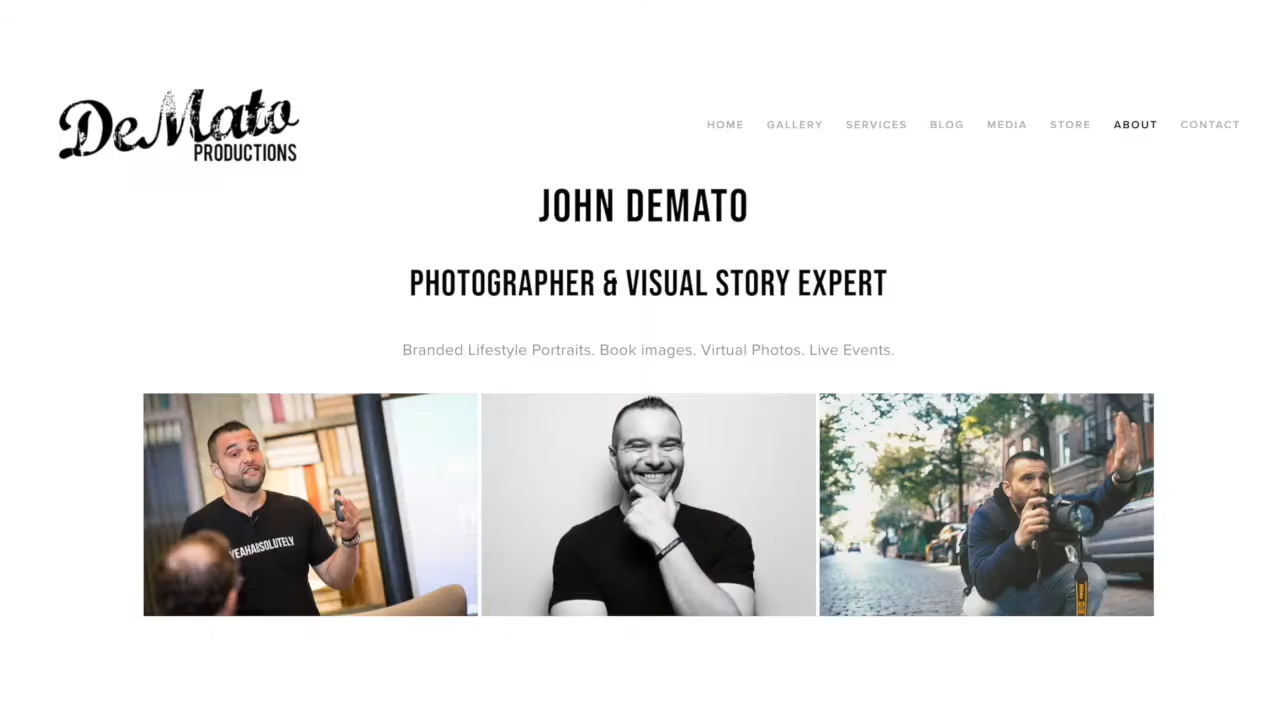 DeMato
PRODUCTIONS
HOME GALLERY SERVICES BLOG MEDIA STORE ABOUT CONTACT
JOHN DEMATO
PHOTOGRAPHER & VISUAL STORY EXPERT
Branded Lifestyle Portraits. Book images. Virtual Photos. Live Events.
#YEAHABSOLUTELY